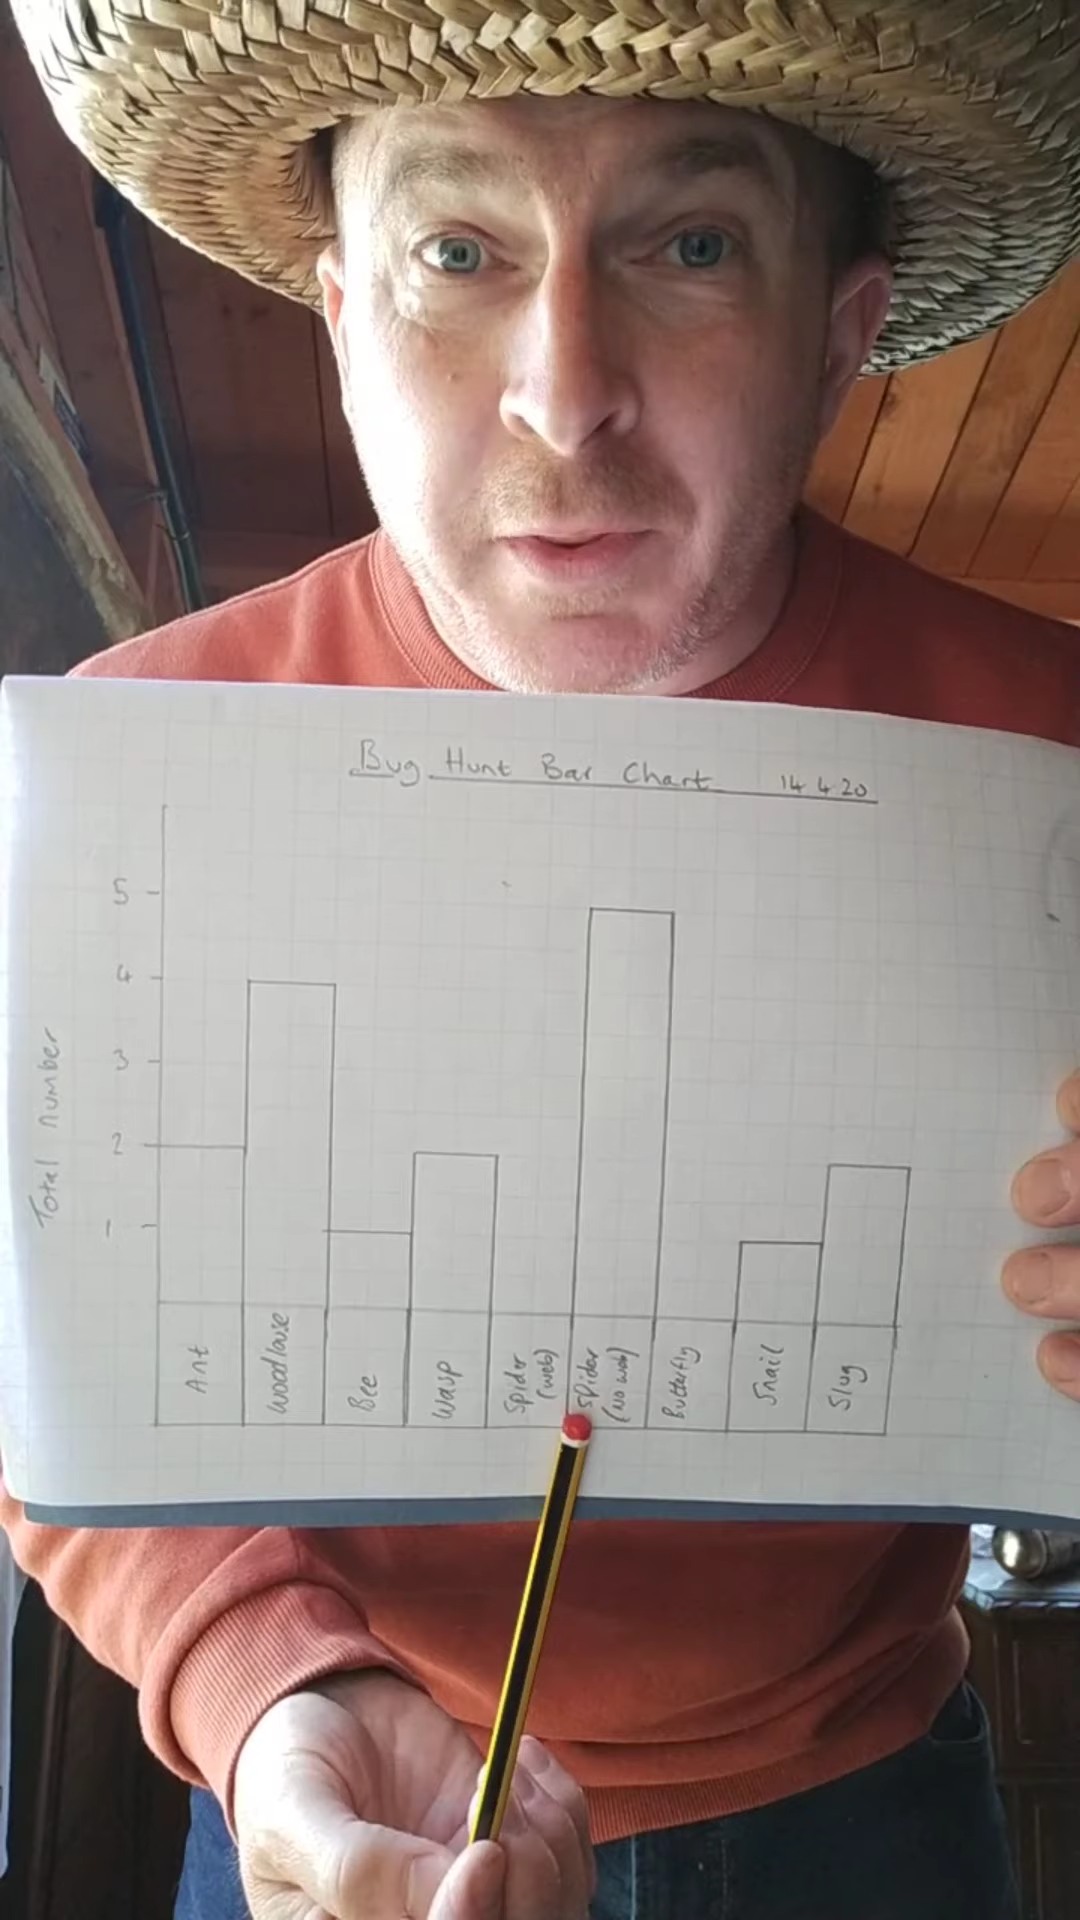 Bug Hunt Bar Chart 14 4 20
5
4
3
2
1
Total number
Ant
Woodlouse
Bee
Wasp
Spider
(web)
Spider
(No web)
Butterfly
Snail
Slug